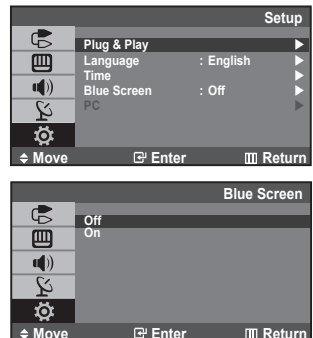 Setup
Plug & Play
Language : English
Time
Blue Screen : Off
PC
Move Enter Return
Blue Screen
Off
On
Move Enter Return